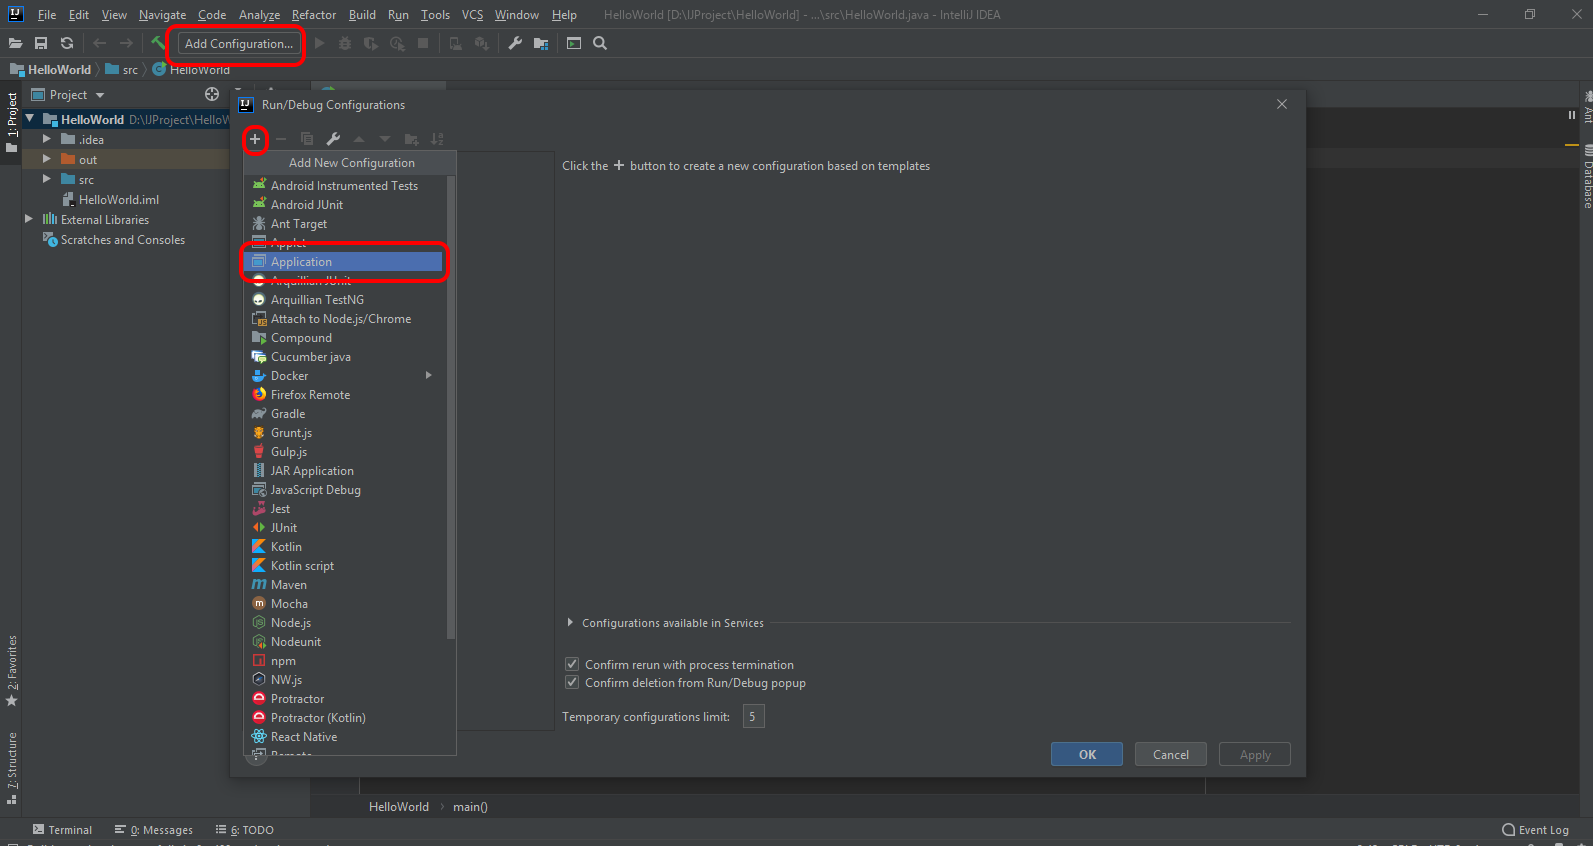 File Edit View Navigate Code Analyze Refactor Build Run Tools VCS Window Help HelloWorld [D:\IJProject\HelloWorld] - ...\src\HelloWorld.java - IntelliJ IDEA
Add Configuration...
HelloWorld src HelloWorld
Project
1: Project
HelloWorld D:\IJProject\HelloW
.idea
out
src
HelloWorld.iml
External Libraries
Scratches and Consoles
2: Favorites
7: Structure
Run/Debug Configurations
Add New Configuration
Android Instrumented Tests
Android JUnit
Ant Target
Applet
Application
Arquillian JUnit
Arquillian TestNG
Attach to Node.js/Chrome
Compound
Cucumber java
Docker
Firefox Remote
Gradle
Grunt.js
Gulp.js
JAR Application
JavaScript Debug
Jest
JUnit
Kotlin
Kotlin script
Maven
Mocha
Node.js
Nodeunit
npm
NW.js
Protractor
Protractor (Kotlin)
React Native
Remote
Click the + button to create a new configuration based on templates
Configurations available in Services
Confirm rerun with process termination
Confirm deletion from Run/Debug popup
Temporary configurations limit: 5
OK Cancel Apply
Ant
Database
HelloWorld main()
Terminal 0: Messages 6: TODO Event Log